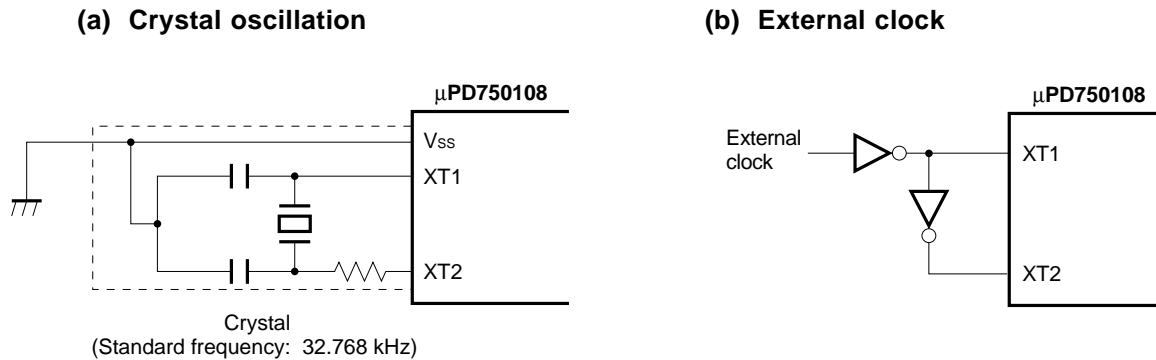 (a) Crystal oscillation
μPD750108
VSS
XT1
XT2
Crystal
(Standard frequency: 32.768 kHz)
(b) External clock
μPD750108
External
clock
XT1
XT2